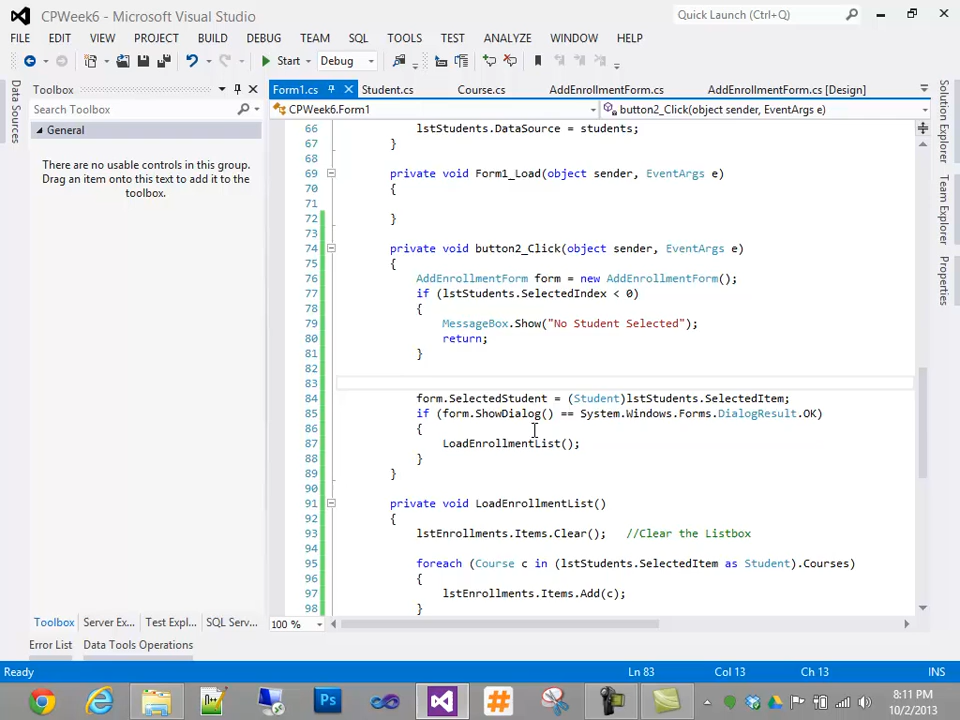 CPWeek6 - Microsoft Visual Studio
Quick Launch (Ctrl+Q)
FILE EDIT VIEW PROJECT BUILD DEBUG TEAM SQL TOOLS TEST ANALYZE WINDOW HELP
Start Debug
Toolbox
Form1.cs Student.cs Course.cs AddEnrollmentForm.cs AddEnrollmentForm.cs [Design]
Search Toolbox
CPWeek6.Form1 button2_Click(object sender, EventArgs e)
General
There are no usable controls in this group.
Drag an item onto this text to add it to the
toolbox.
Data Sources
66 lstStudents.DataSource = students;
67 }
68
69 private void Form1_Load(object sender, EventArgs e)
70 {
71
72 }
73
74 private void button2_Click(object sender, EventArgs e)
75 {
76 AddEnrollmentForm form = new AddEnrollmentForm();
77 if (lstStudents.SelectedIndex < 0)
78 {
79 MessageBox.Show("No Student Selected");
80 return;
81 }
82
83
84 form.SelectedStudent = (Student)lstStudents.SelectedItem;
85 if (form.ShowDialog() == System.Windows.Forms.DialogResult.OK)
86 {
87 LoadEnrollmentList();
88 }
89 }
90
91 private void LoadEnrollmentList()
92 {
93 lstEnrollments.Items.Clear(); //Clear the Listbox
94
95 foreach (Course c in (lstStudents.SelectedItem as Student).Courses)
96 {
97 lstEnrollments.Items.Add(c);
98 }
Solution Explorer
Team Explorer
Properties
Toolbox Server Ex... Test Expl... SQL Serv...
100 %
Error List Data Tools Operations
Ready Ln 83 Col 13 Ch 13 INS
Ps
8:11 PM
10/2/2013